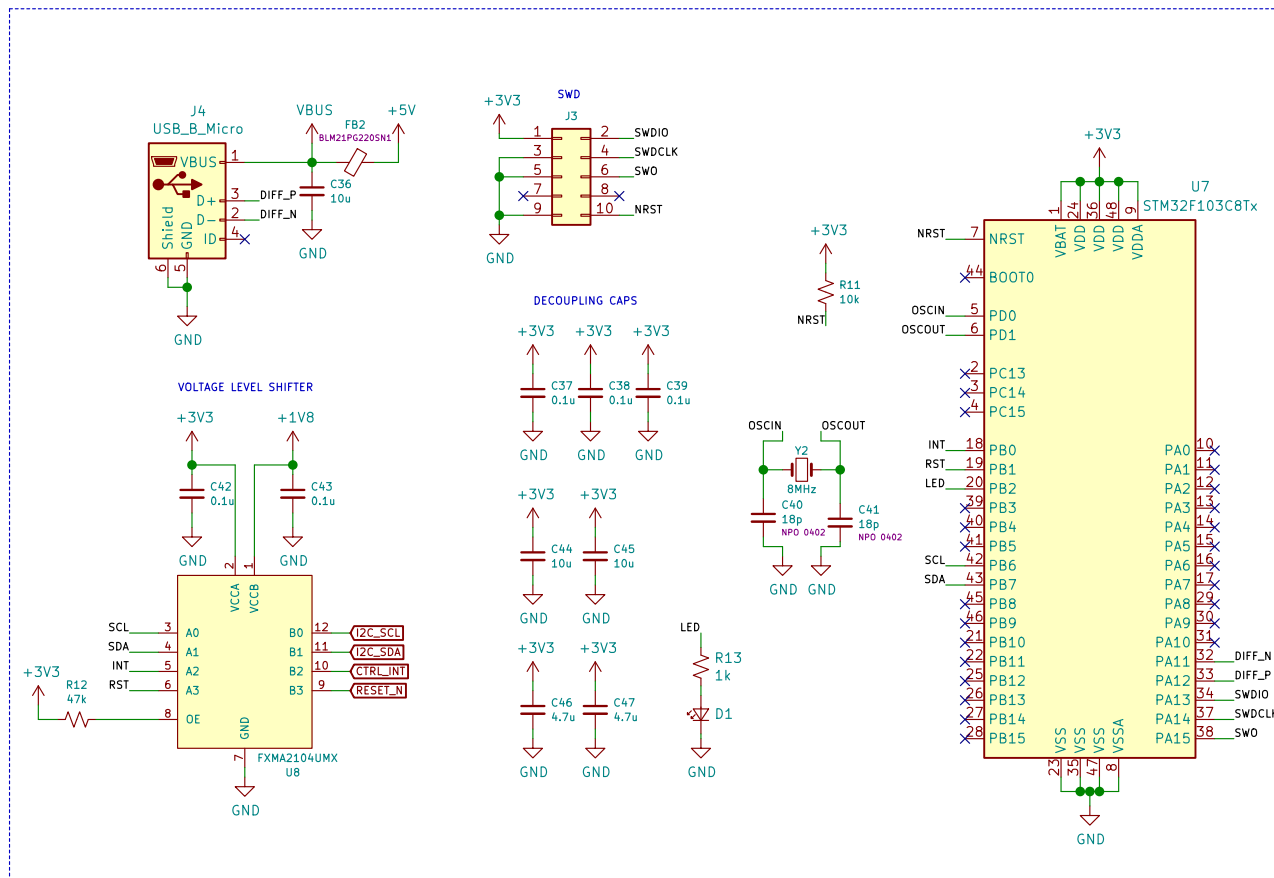 J4
USB_B_Micro
VBUS
1
D+
3
DIFF_P
D-
2
DIFF_N
ID
4
Shield
GND
6
5
GND
VBUS
+5V
FB2
BLM21PG220SN1
C36
10u
GND
SWD
+3V3
J3
1
2
SWDIO
3
4
SWDCLK
5
6
SWO
7
8
9
10
NRST
GND
+3V3
R11
10k
NRST
DECOUPLING CAPS
+3V3
+3V3
+3V3
C37
0.1u
C38
0.1u
C39
0.1u
GND
GND
GND
+3V3
+3V3
C44
10u
C45
10u
GND
GND
+3V3
+3V3
C46
4.7u
C47
4.7u
GND
GND
VOLTAGE LEVEL SHIFTER
+3V3
+1V8
C42
0.1u
C43
0.1u
GND
GND
2
1
VCCA
VCCB
SCL
3
A0
B0
12
I2C_SCL
SDA
4
A1
B1
11
I2C_SDA
INT
5
A2
B2
10
CTRL_INT
RST
6
A3
B3
9
RESET_N
+3V3
R12
47k
8
OE
GND
7
FXMA2104UMX
U8
GND
OSCIN
OSCOUT
Y2
8MHz
C40
18p
NPO 0402
C41
18p
NPO 0402
GND
GND
LED
R13
1k
D1
GND
+3V3
U7
STM32F103C8Tx
1
24
36
48
9
VBAT
VDD
VDD
VDD
VDDA
NRST
7
NRST
44
BOOT0
OSCIN
5
PD0
OSCOUT
6
PD1
2
PC13
3
PC14
4
PC15
INT
18
PB0
RST
19
PB1
LED
20
PB2
39
PB3
40
PB4
41
PB5
SCL
42
PB6
SDA
43
PB7
45
PB8
46
PB9
21
PB10
22
PB11
25
PB12
26
PB13
27
PB14
28
PB15
PA0
10
PA1
11
PA2
12
PA3
13
PA4
14
PA5
15
PA6
16
PA7
17
PA8
29
PA9
30
PA10
31
PA11
32
DIFF_N
PA12
33
DIFF_P
PA13
34
SWDIO
PA14
37
SWDCLK
PA15
38
SWO
VSS
VSS
VSS
VSSA
23
35
47
8
GND